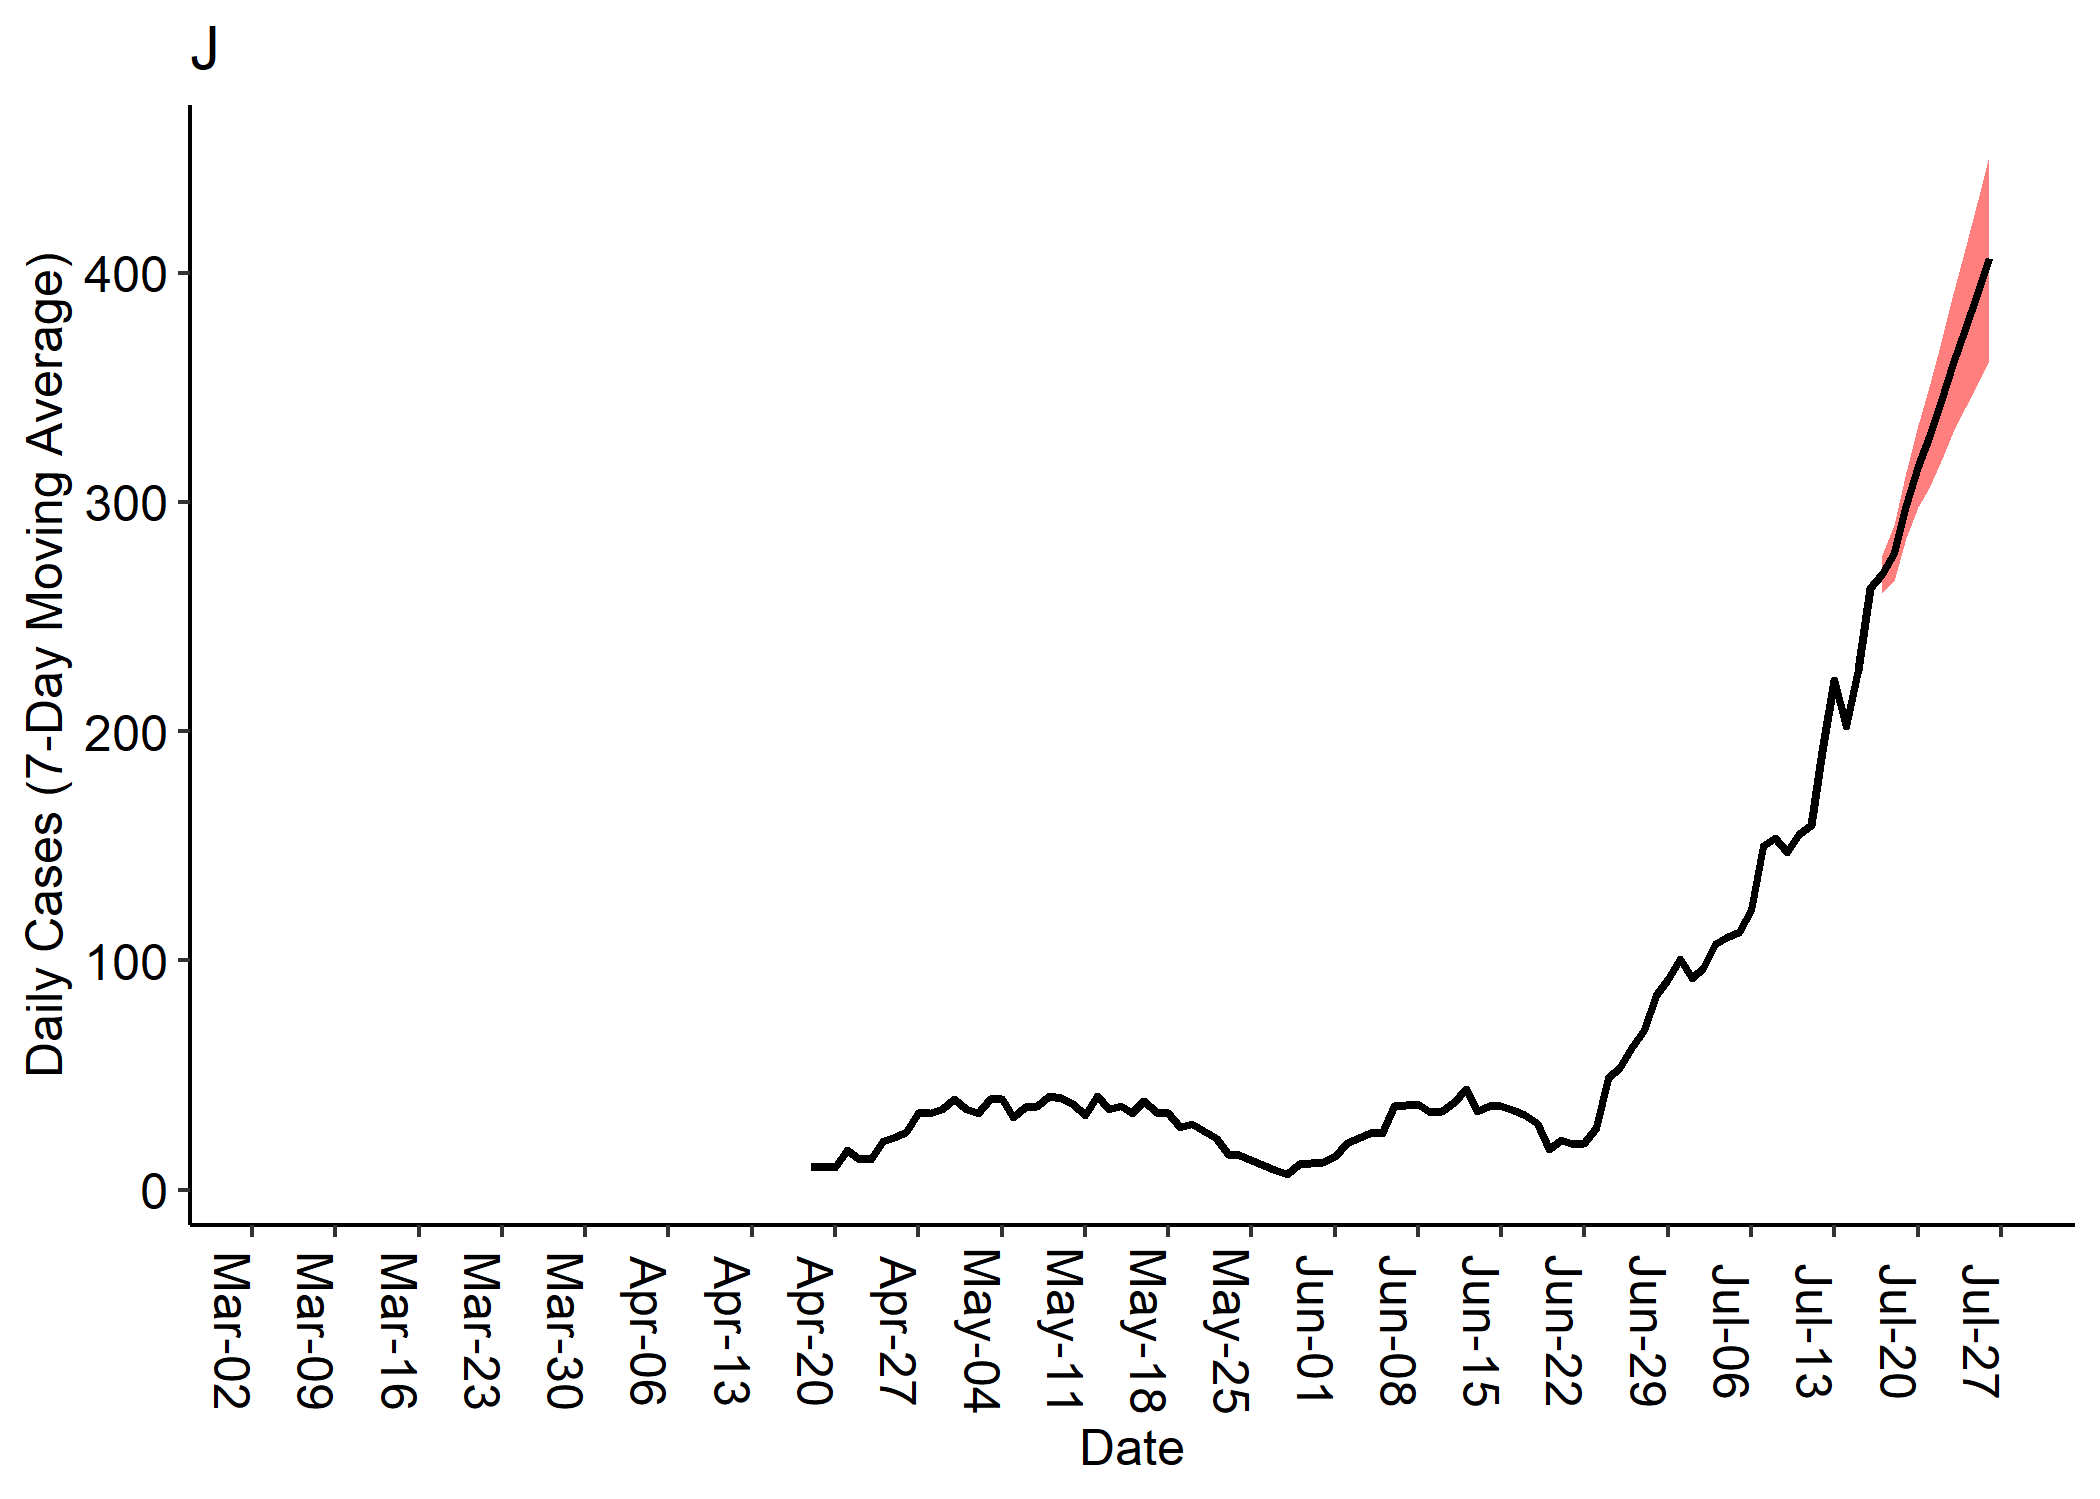 J
Daily Cases (7-Day Moving Average)
400
300
200
100
0
Mar-02
Mar-09
Mar-16
Mar-23
Mar-30
Apr-06
Apr-13
Apr-20
Apr-27
May-04
May-11
May-18
May-25
Jun-01
Jun-08
Jun-15
Jun-22
Jun-29
Jul-06
Jul-13
Jul-20
Jul-27
Date